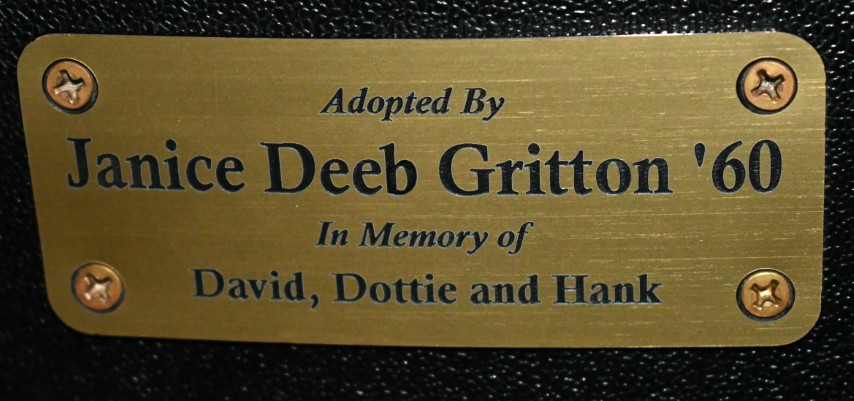 Adopted By
Janice Deeb Gritton '60
In Memory of
David, Dottie and Hank